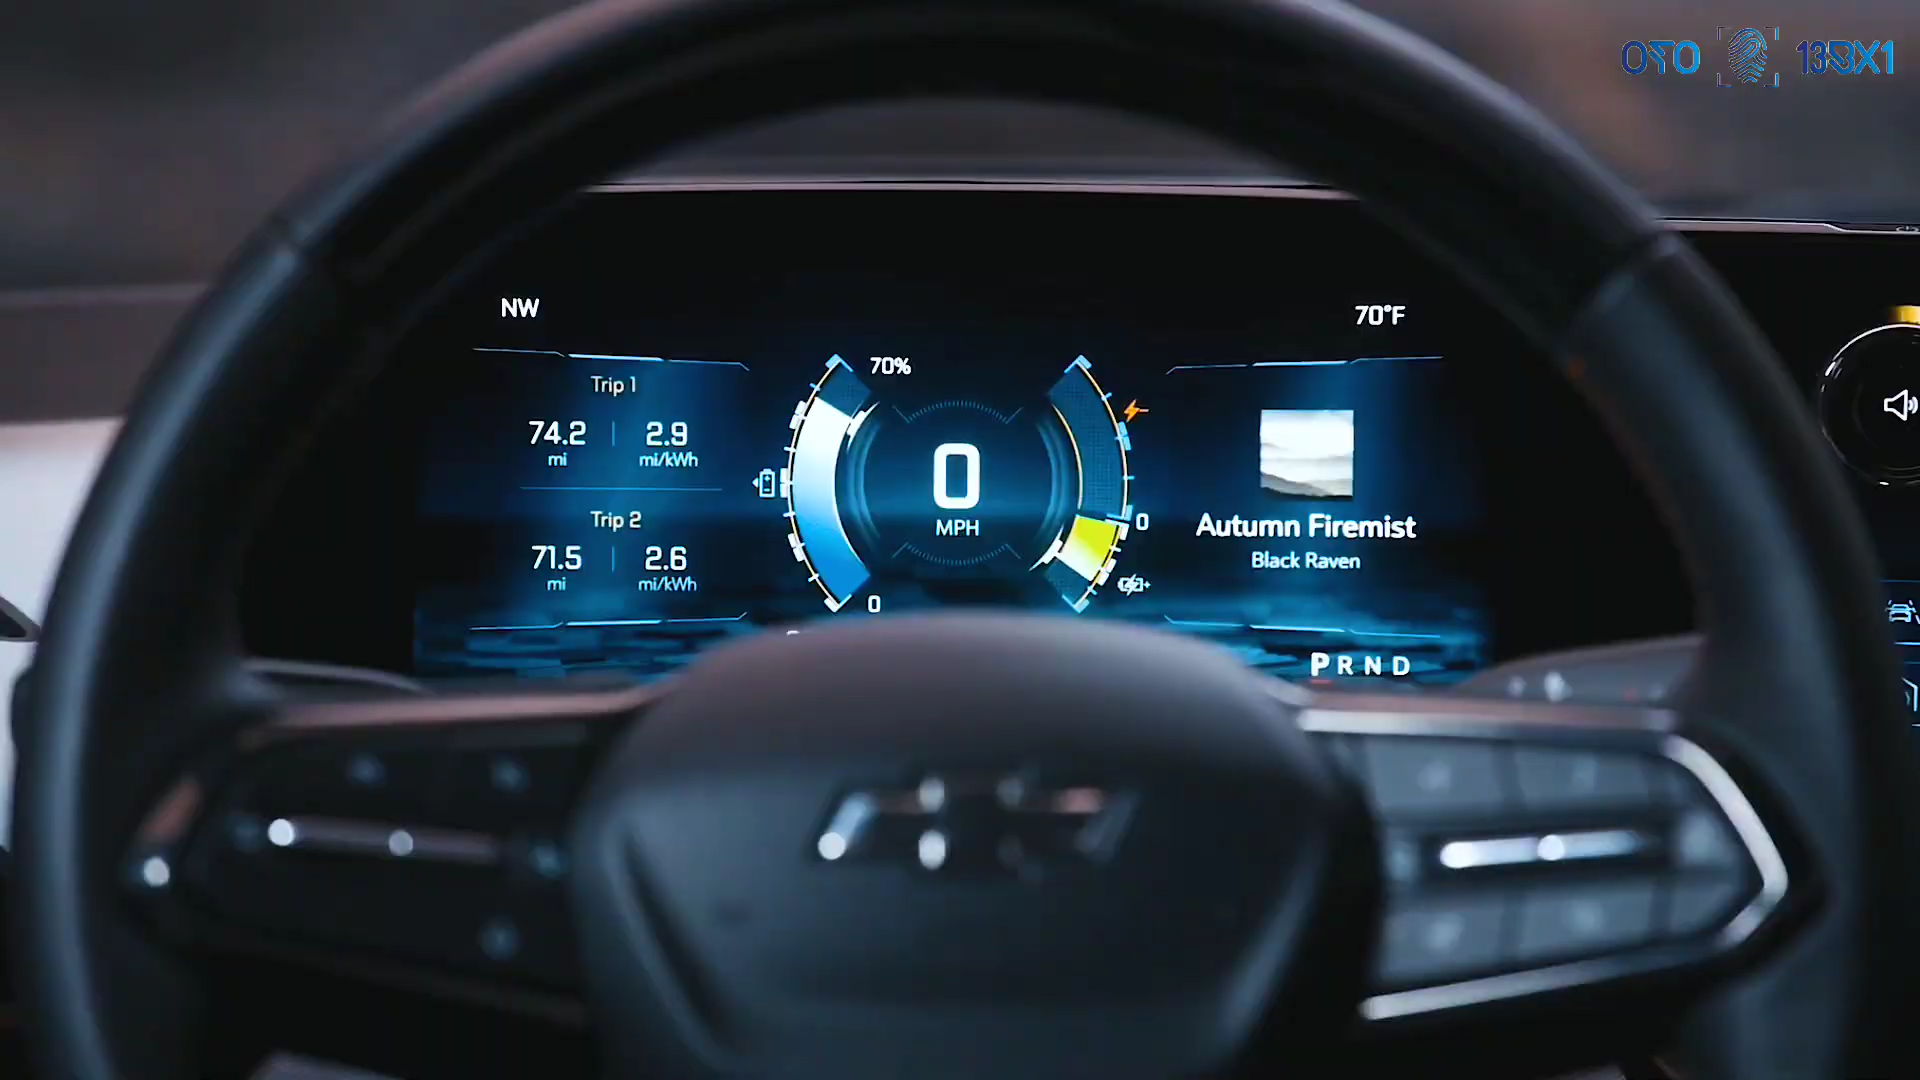 NW
70°F
Trip 1
74.2 2.9
mi mi/kWh
Trip 2
71.5 2.6
mi mi/kWh
70%
0
0
MPH
0
Autumn Firemist
Black Raven
PRND